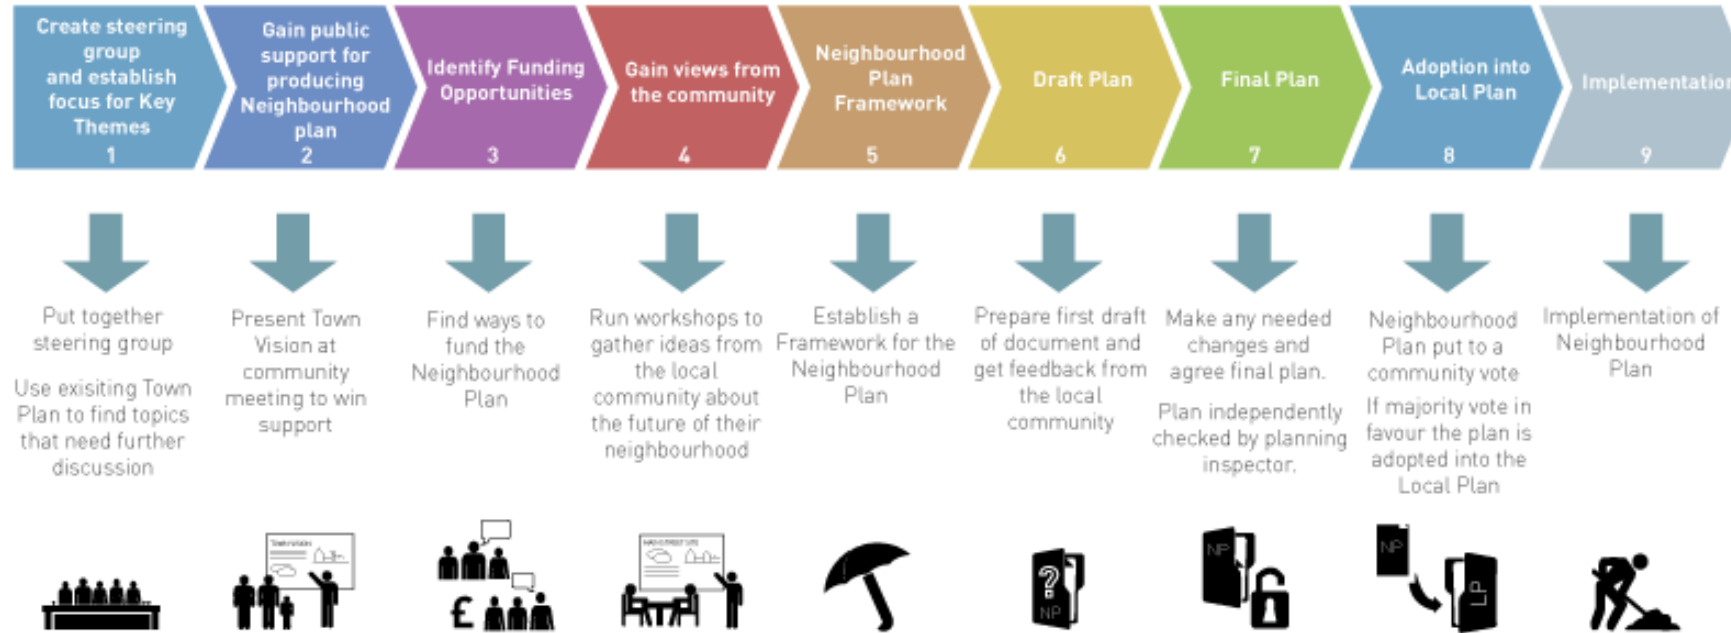 Create steering
group
and establish
focus for Key
Themes
1
Gain public
support for
producing
Neighbourhood
plan
2
Identify Funding
Opportunities
3
Gain views from
the community
4
Neighbourhood
Plan
Framework
5
Draft Plan
6
Final Plan
7
Adoption into
Local Plan
8
Implementation
9
Put together
steering group
Use exisiting Town
Plan to find topics
that need further
discussion
Present Town
Vision at
community
meeting to win
support
Find ways to
fund the
Neighbourhood
Plan
Run workshops to
gather ideas from
the local
community about
the future of their
neighbourhood
Establish a
Framework for the
Neighbourhood
Plan
Prepare first draft
of document and
get feedback from
the local
community
Make any needed
changes and
agree final plan.
Plan independently
checked by planning
inspector.
Neighbourhood
Plan put to a
community vote
If majority vote in
favour the plan is
adopted into the
Local Plan
Implementation of
Neighbourhood
Plan
TOWN VISION
£
MAIN STREET SITE
?
NP
NP
NP
LP